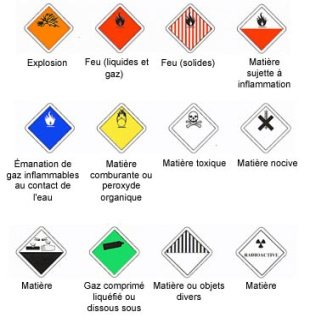 Explosion
Feu (liquides et
gaz)
Feu (solides)
Matière
sujette à
inflammation
Émanation de
gaz inflammables
au contact de
l'eau
Matière
comburante ou
peroxyde
organique
Matière toxique
Matière nocive
RADIOACTIVE
Matière
Gaz comprimé
liquéfié ou
dissous sous
Matière ou objets
divers
Matière